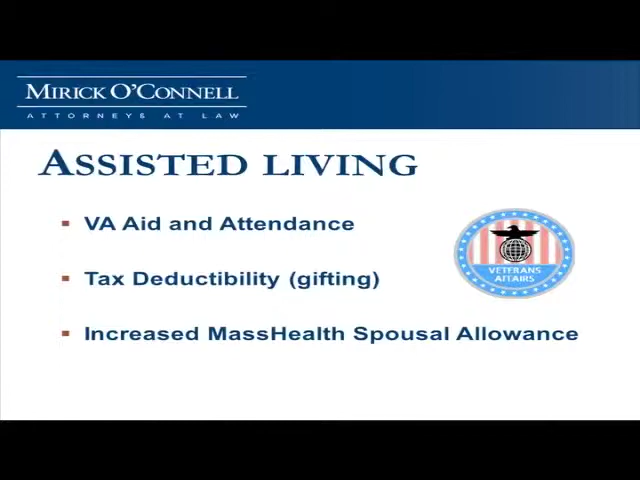 MIRICK O'CONNELL
ATTORNEYS AT LAW
ASSISTED LIVING
VA Aid and Attendance
Tax Deductibility (gifting)
Increased MassHealth Spousal Allowance
VETERANS
AFFAIRS